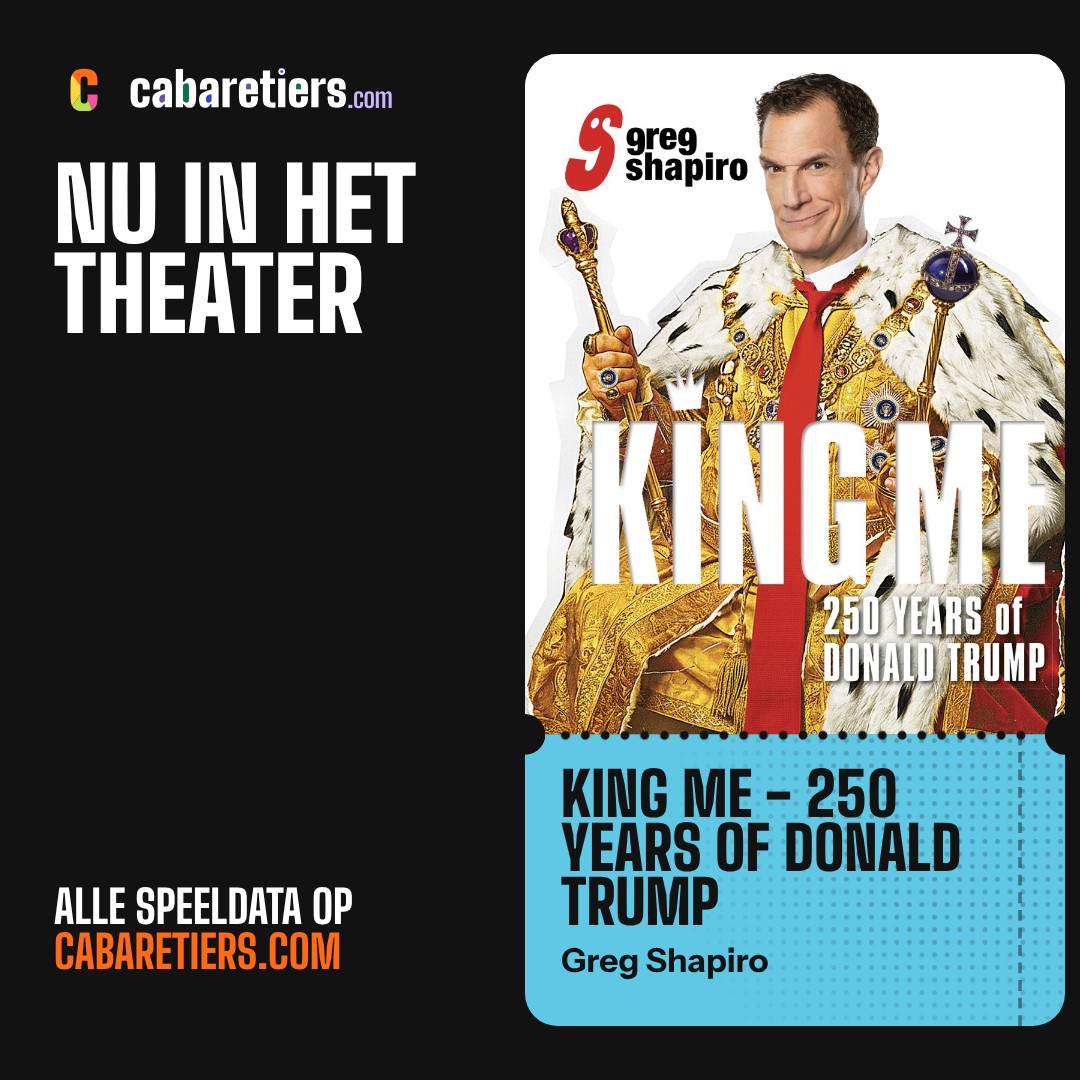 cabaretiers.com
NU IN HET
THEATER
ALLE SPEELDATA OP
CABARETIERS.COM
greg
shapiro
KING ME
250 YEARS of
DONALD TRUMP
KING ME – 250
YEARS OF DONALD
TRUMP
Greg Shapiro